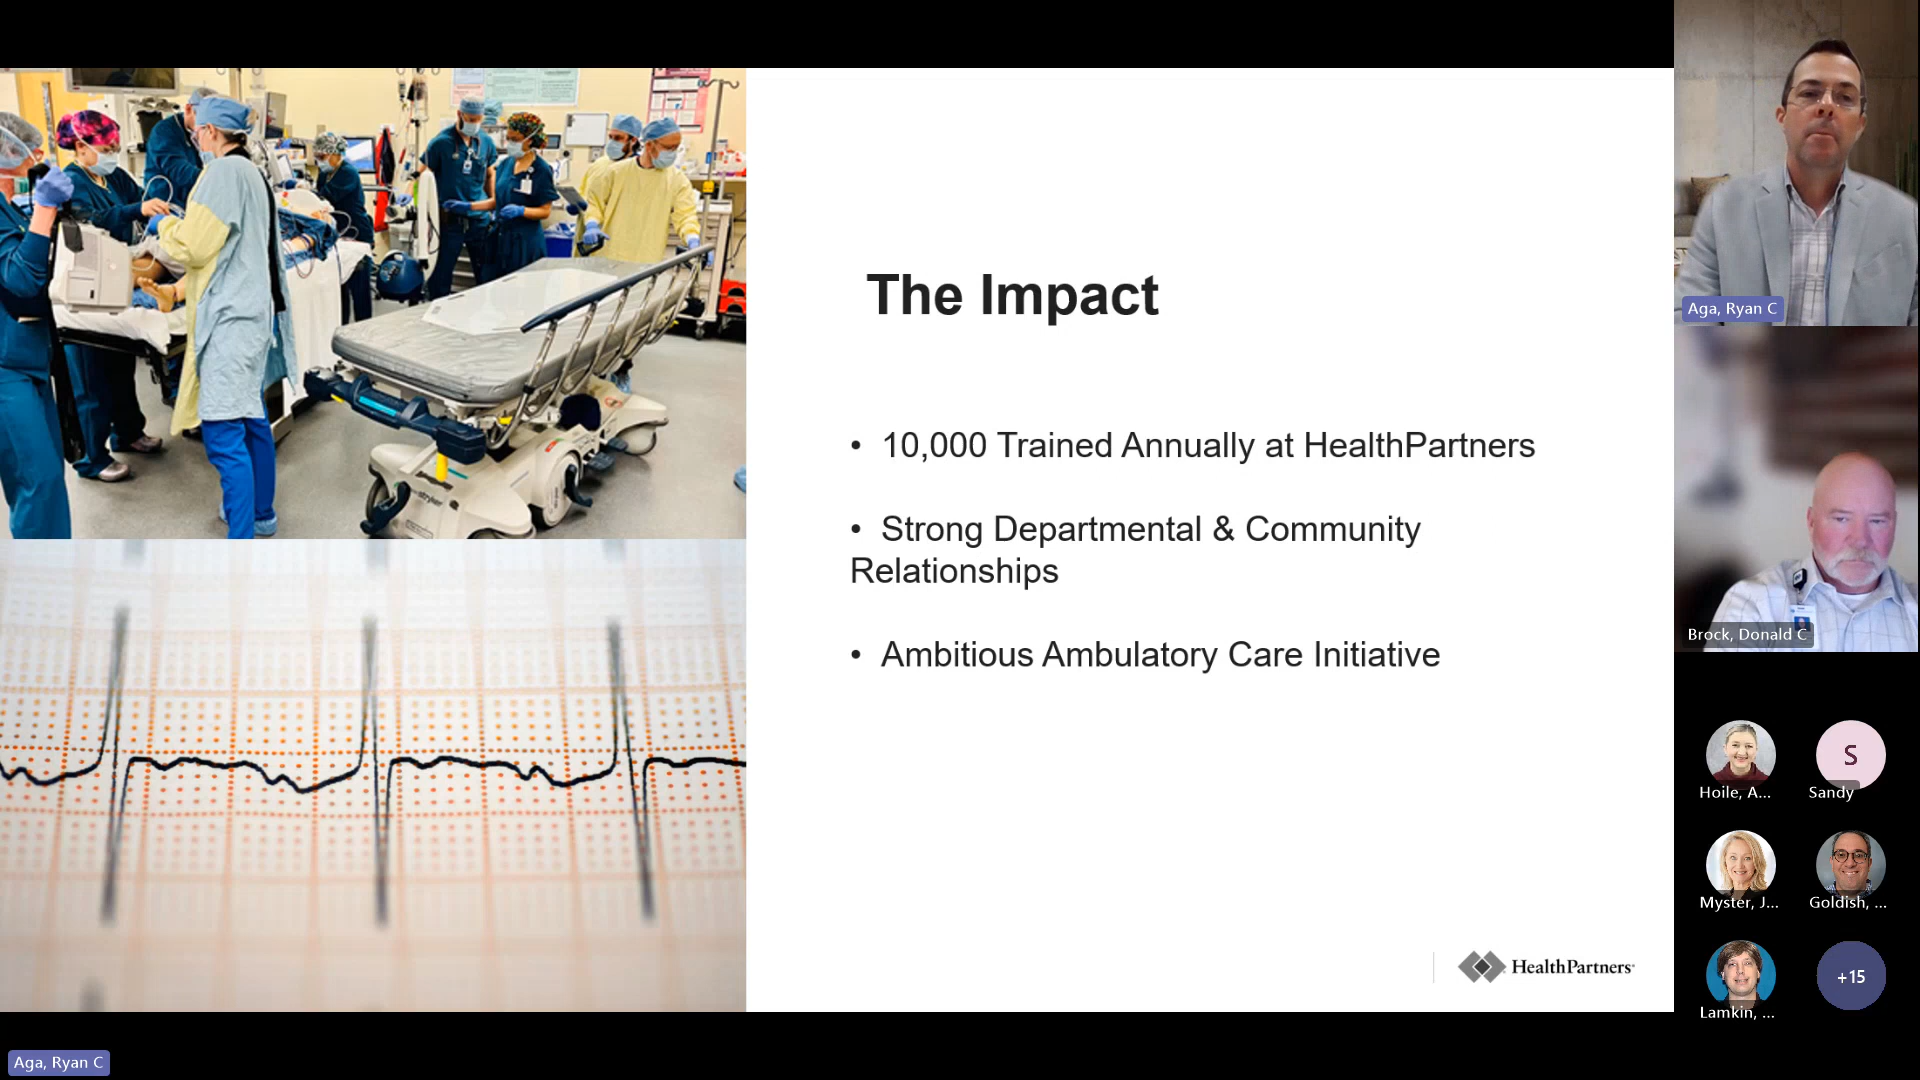 The Impact
• 10,000 Trained Annually at HealthPartners
• Strong Departmental & Community
Relationships
• Ambitious Ambulatory Care Initiative
HealthPartners
stryker
Aga, Ryan C
Brock, Donald C
Hoile, A...
S
Sandy
Myster, J...
Goldish, ...
Lamkin, ...
+15
Aga, Ryan C